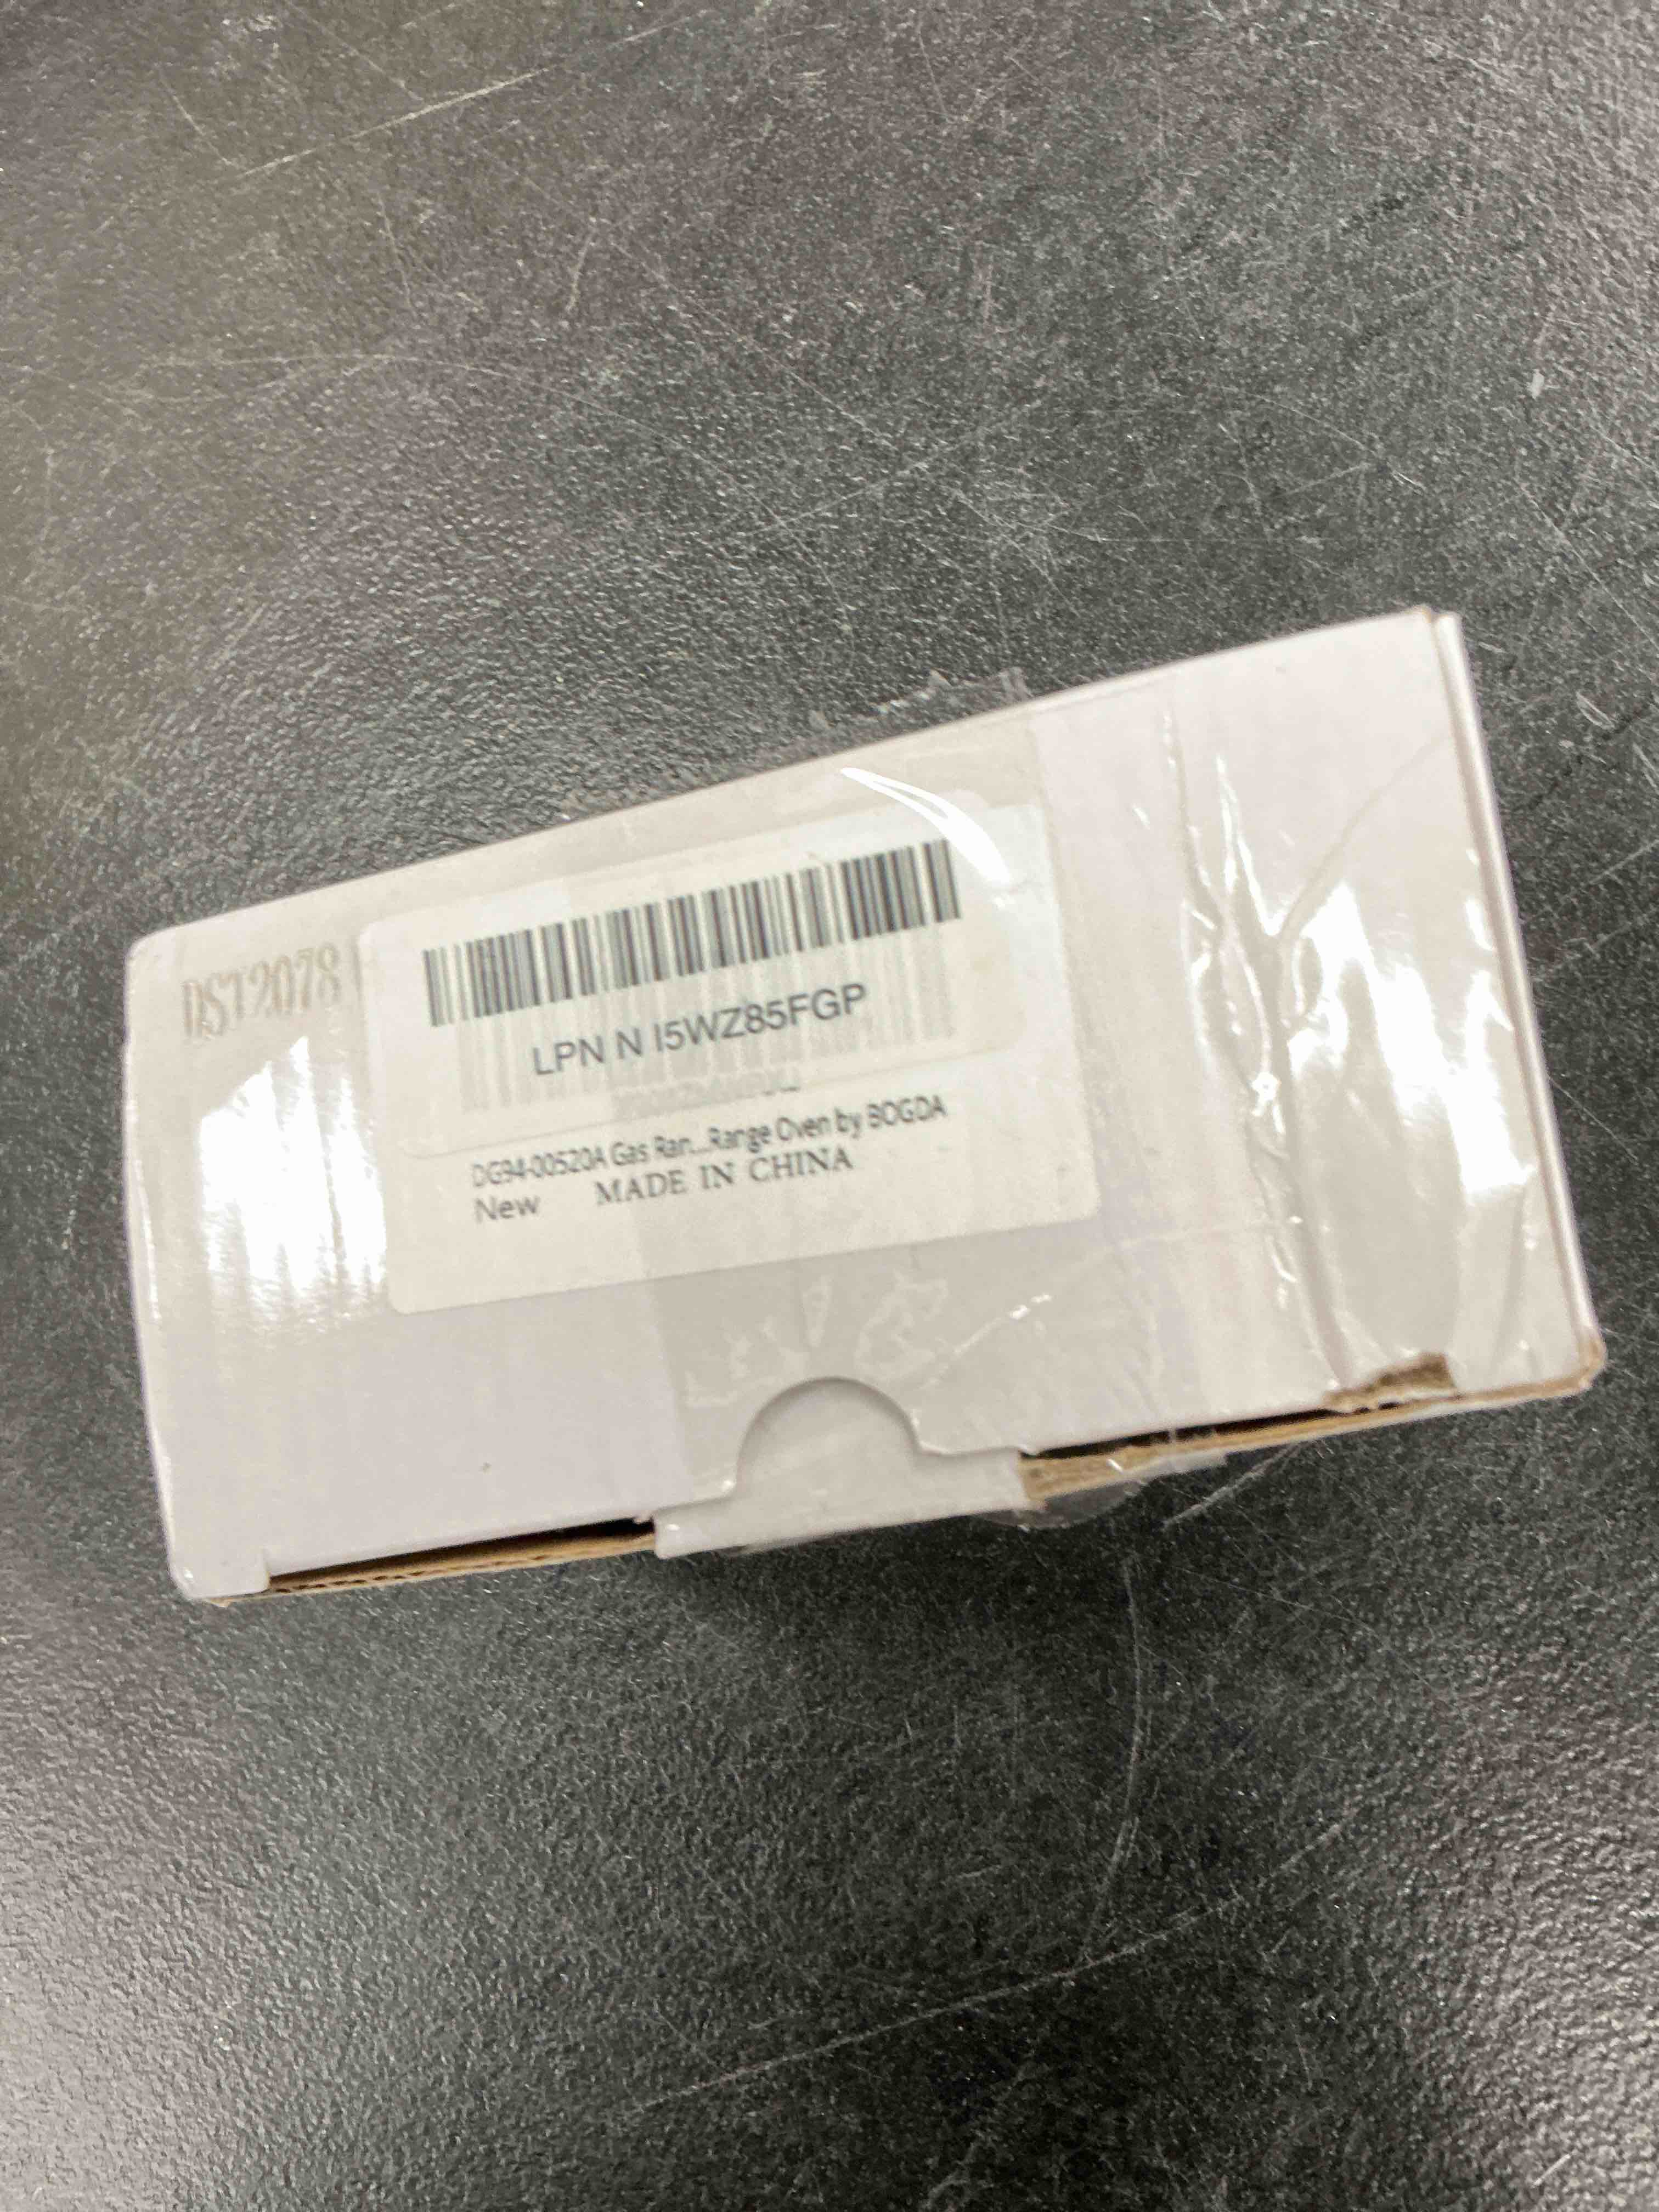 DST2078
LPN N I5WZ85FGP
DG94-00520A Gas Ran...Range Oven by BOGDA
New MADE IN CHINA